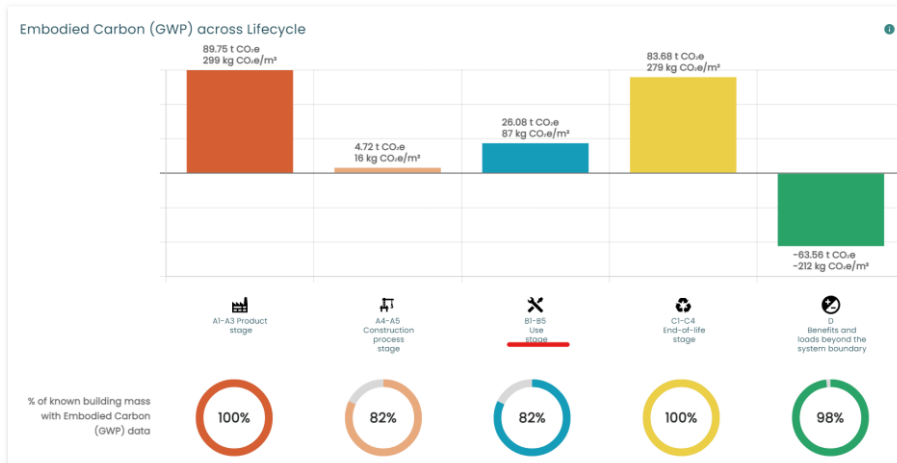 Embodied Carbon (GWP) across Lifecycle
89.75 t CO₂e
299 kg CO₂e/m²
4.72 t CO₂e
16 kg CO₂e/m²
26.08 t CO₂e
87 kg CO₂e/m²
83.68 t CO₂e
279 kg CO₂e/m²
-63.56 t CO₂e
-212 kg CO₂e/m²
A1-A3 Product
stage
A4-A5
Construction
process
stage
B1-B5
Use
stage
C1-C4
End-of-life
stage
D
Benefits and
loads beyond the
system boundary
% of known building mass
with Embodied Carbon
(GWP) data
100%
82%
82%
100%
98%